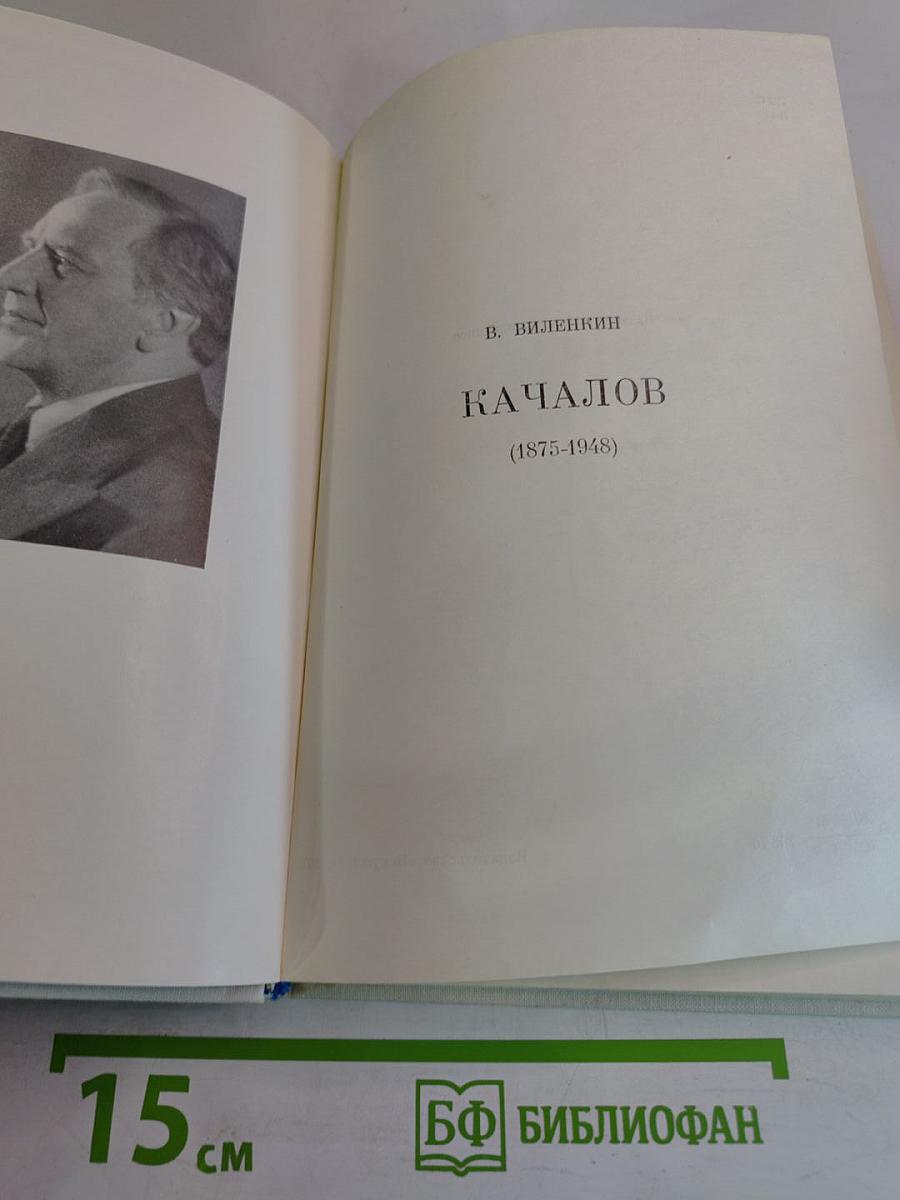 В. ВИЛЕНКИН
КАЧАЛОВ
(1875-1948)
15 см
БФ БИБЛИОФАН